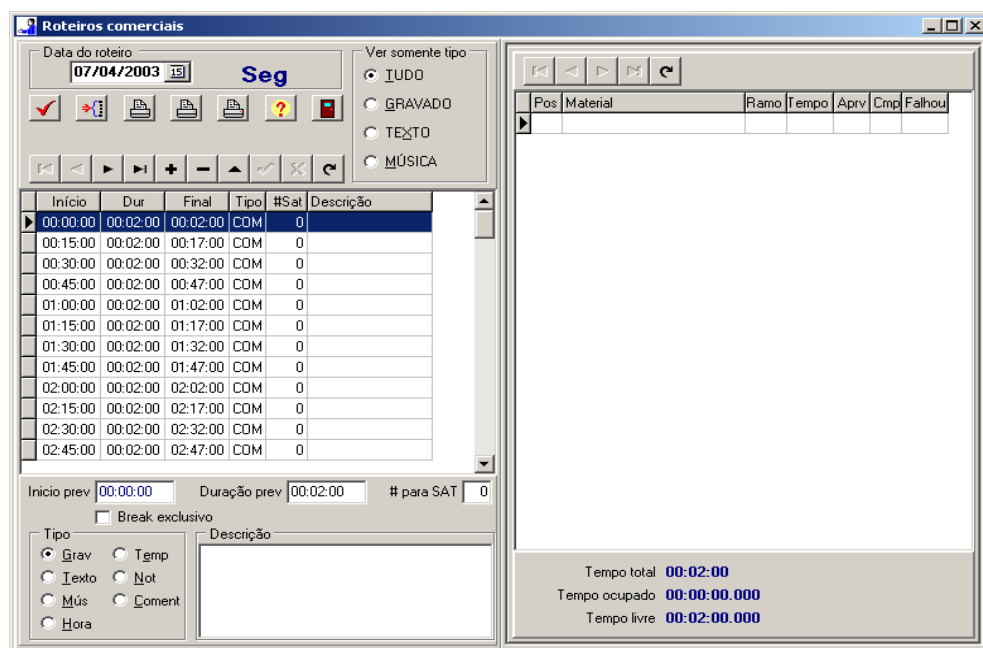 Roteiros comerciais
Data do roteiro
07/04/2003 15 Seg
Ver somente tipo
TUDO
GRAVADO
TEXTO
MÚSICA
Início Dur Final Tipo #Sat Descrição
00:00:00 00:02:00 00:02:00 COM 0
00:15:00 00:02:00 00:17:00 COM 0
00:30:00 00:02:00 00:32:00 COM 0
00:45:00 00:02:00 00:47:00 COM 0
01:00:00 00:02:00 01:02:00 COM 0
01:15:00 00:02:00 01:17:00 COM 0
01:30:00 00:02:00 01:32:00 COM 0
01:45:00 00:02:00 01:47:00 COM 0
02:00:00 00:02:00 02:02:00 COM 0
02:15:00 00:02:00 02:17:00 COM 0
02:30:00 00:02:00 02:32:00 COM 0
02:45:00 00:02:00 02:47:00 COM 0
Inicio prev 00:00:00 Duração prev 00:02:00 # para SAT 0
Break exclusivo
Tipo
Grav Temp
Texto Not
Mús Coment
Hora
Descrição
Pos Material Ramo Tempo Aprv Cmp Falhou
Tempo total 00:02:00
Tempo ocupado 00:00:00.000
Tempo livre 00:02:00.000